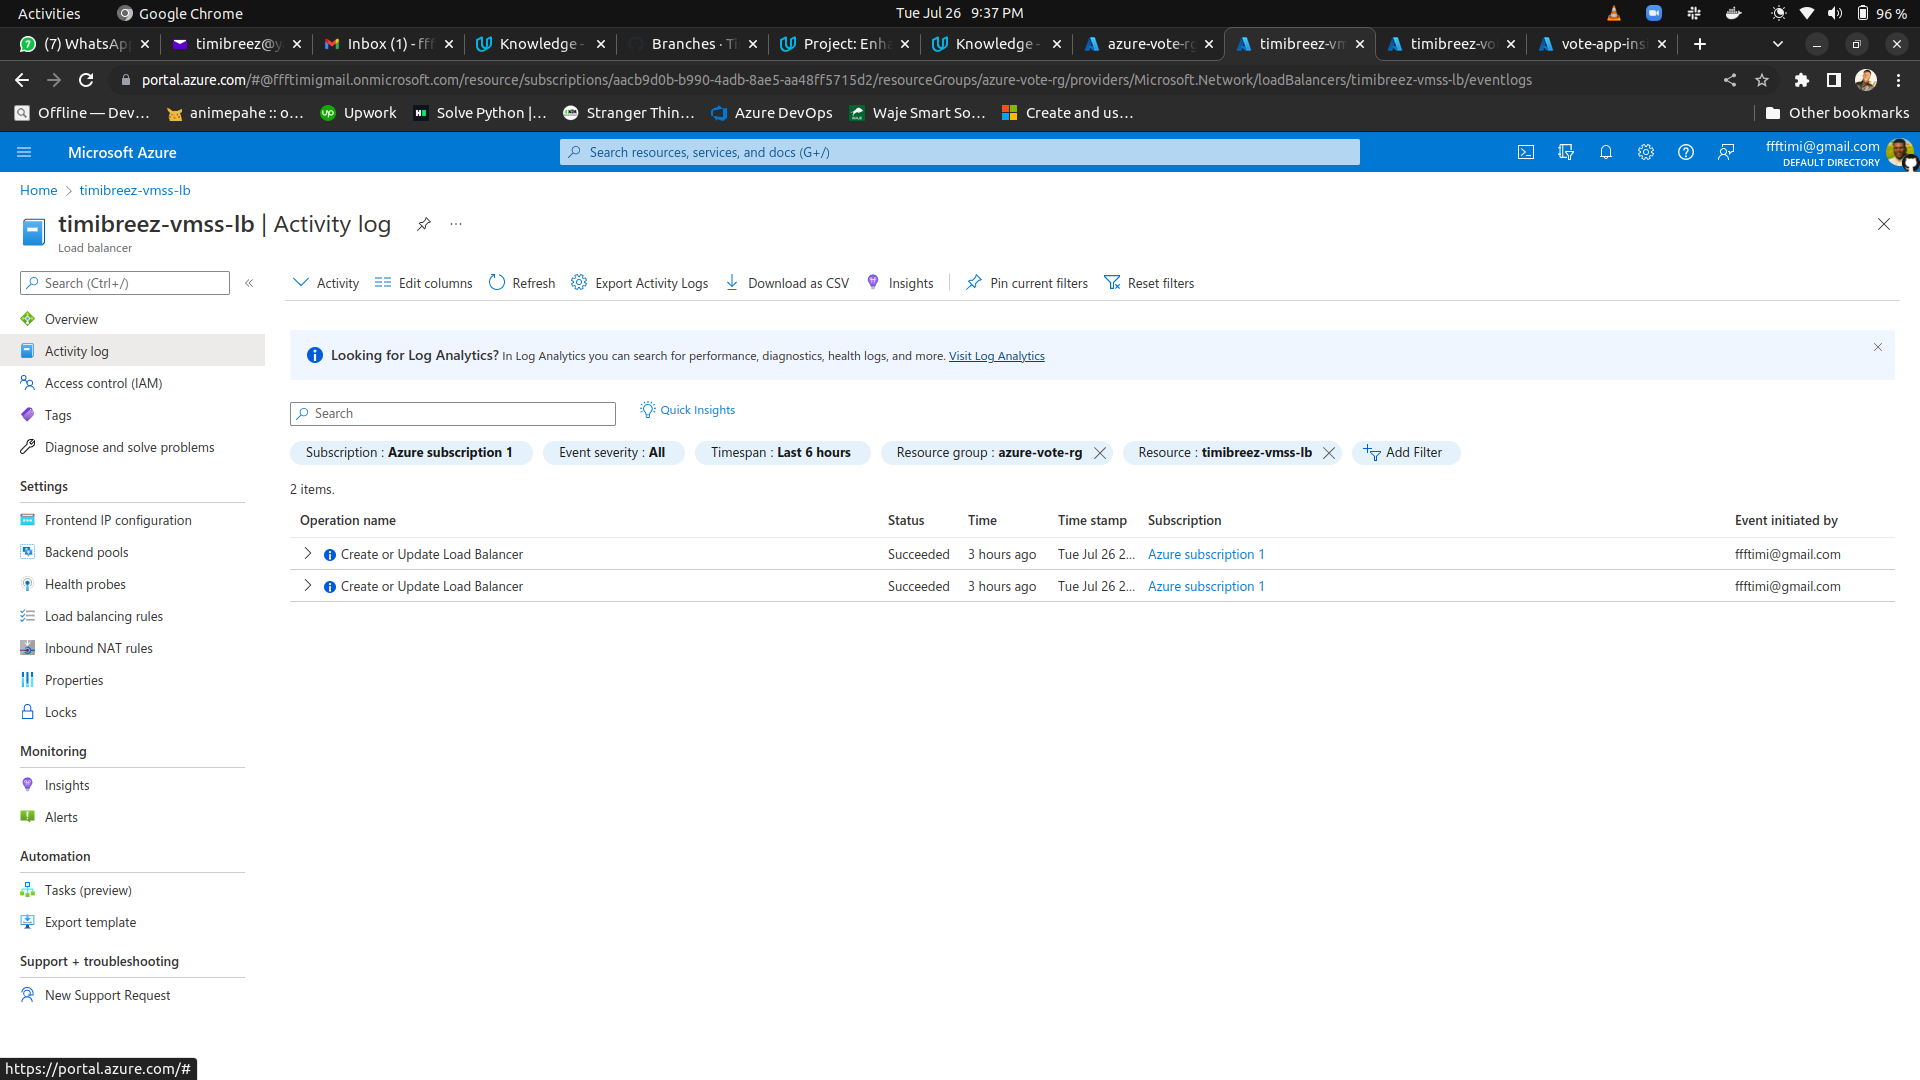 Activities Google Chrome Tue Jul 26 9:37 PM 96 %
(7) WhatsAp timibreez@y Inbox (1) - fff Knowledge - Branches · Ti Project: Enha Knowledge - azure-vote-rg timibreez-vm timibreez-vo vote-app-ins
portal.azure.com/#@ffftimigmail.onmicrosoft.com/resource/subscriptions/aacb9d0b-b990-4adb-8ae5-aa48ff5715d2/resourceGroups/azure-vote-rg/providers/Microsoft.Network/loadBalancers/timibreez-vmss-lb/eventlogs
Offline — Dev... animepahe :: o... Upwork Solve Python |... Stranger Thin... Azure DevOps Waje Smart So... Create and us... Other bookmarks
Microsoft Azure Search resources, services, and docs (G+/) ffftimi@gmail.com
DEFAULT DIRECTORY
Home > timibreez-vmss-lb
timibreez-vmss-lb | Activity log ...
Load balancer
Search (Ctrl+/) «
Activity Edit columns Refresh Export Activity Logs Download as CSV Insights Pin current filters Reset filters
Overview
Activity log
Access control (IAM)
Tags
Diagnose and solve problems
Settings
Frontend IP configuration
Backend pools
Health probes
Load balancing rules
Inbound NAT rules
Properties
Locks
Monitoring
Insights
Alerts
Automation
Tasks (preview)
Export template
Support + troubleshooting
New Support Request
Looking for Log Analytics? In Log Analytics you can search for performance, diagnostics, health logs, and more. Visit Log Analytics
Search Quick Insights
Subscription : Azure subscription 1 Event severity : All Timespan : Last 6 hours Resource group : azure-vote-rg Resource : timibreez-vmss-lb Add Filter
2 items.
Operation name Status Time Time stamp Subscription Event initiated by
Create or Update Load Balancer Succeeded 3 hours ago Tue Jul 26 2... Azure subscription 1 ffftimi@gmail.com
Create or Update Load Balancer Succeeded 3 hours ago Tue Jul 26 2... Azure subscription 1 ffftimi@gmail.com
https://portal.azure.com/#